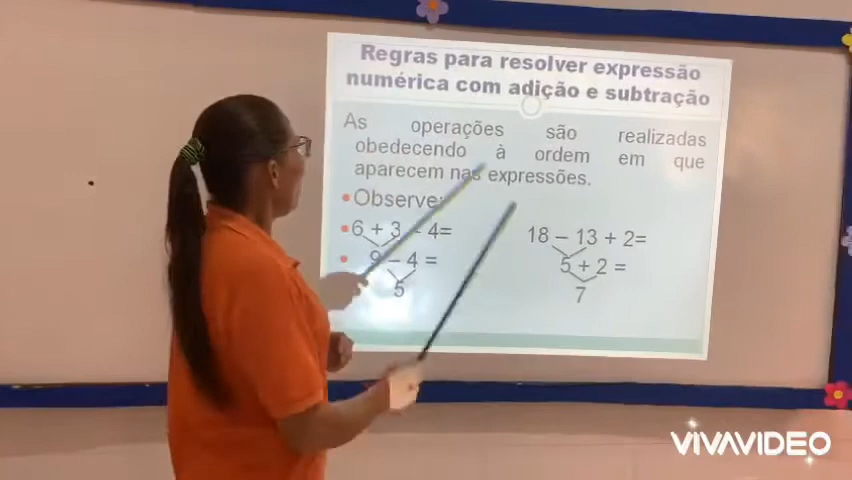 Regras para resolver expressão
numérica com adição e subtração
As operações são realizadas
obedecendo à ordem em que
aparecem nas expressões.
•Observe:
•6 + 3 - 4=
• 9 – 4 =
5
18 – 13 + 2=
5 + 2 =
7
VIVAVIDEO